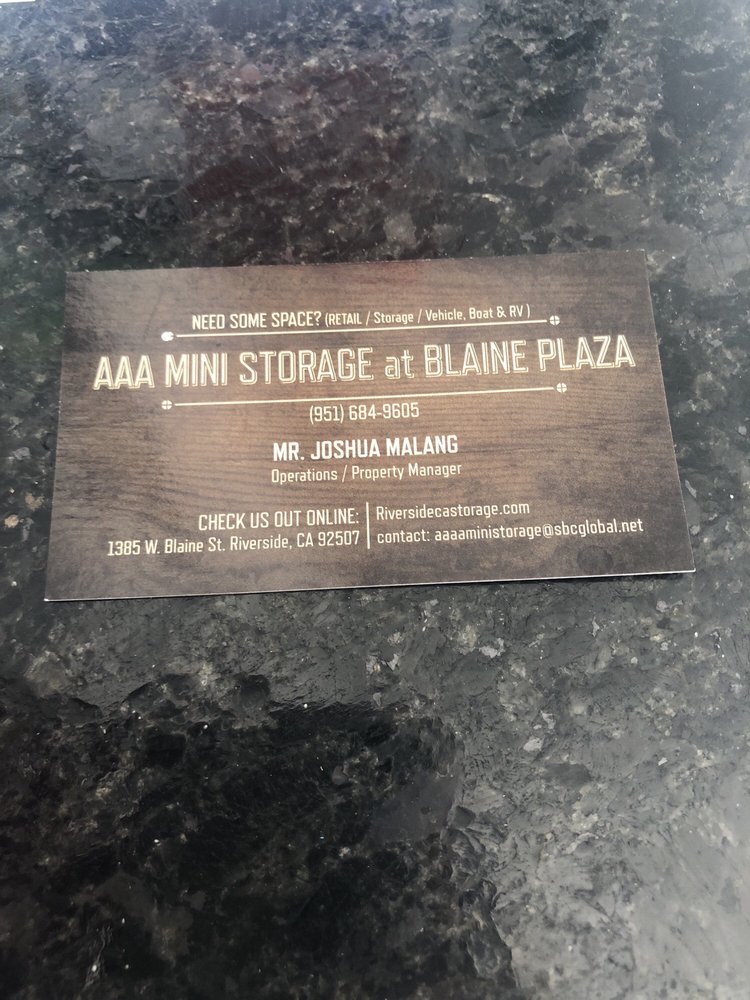 NEED SOME SPACE? (RETAIL / Storage / Vehicle, Boat & RV )
AAA MINI STORAGE at BLAINE PLAZA
(951) 684-9605
MR. JOSHUA MALANG
Operations / Property Manager
CHECK US OUT ONLINE:
1385 W. Blaine St. Riverside, CA 92507
Riversidecastorage.com
contact: aaaaministorage@sbcglobal.net